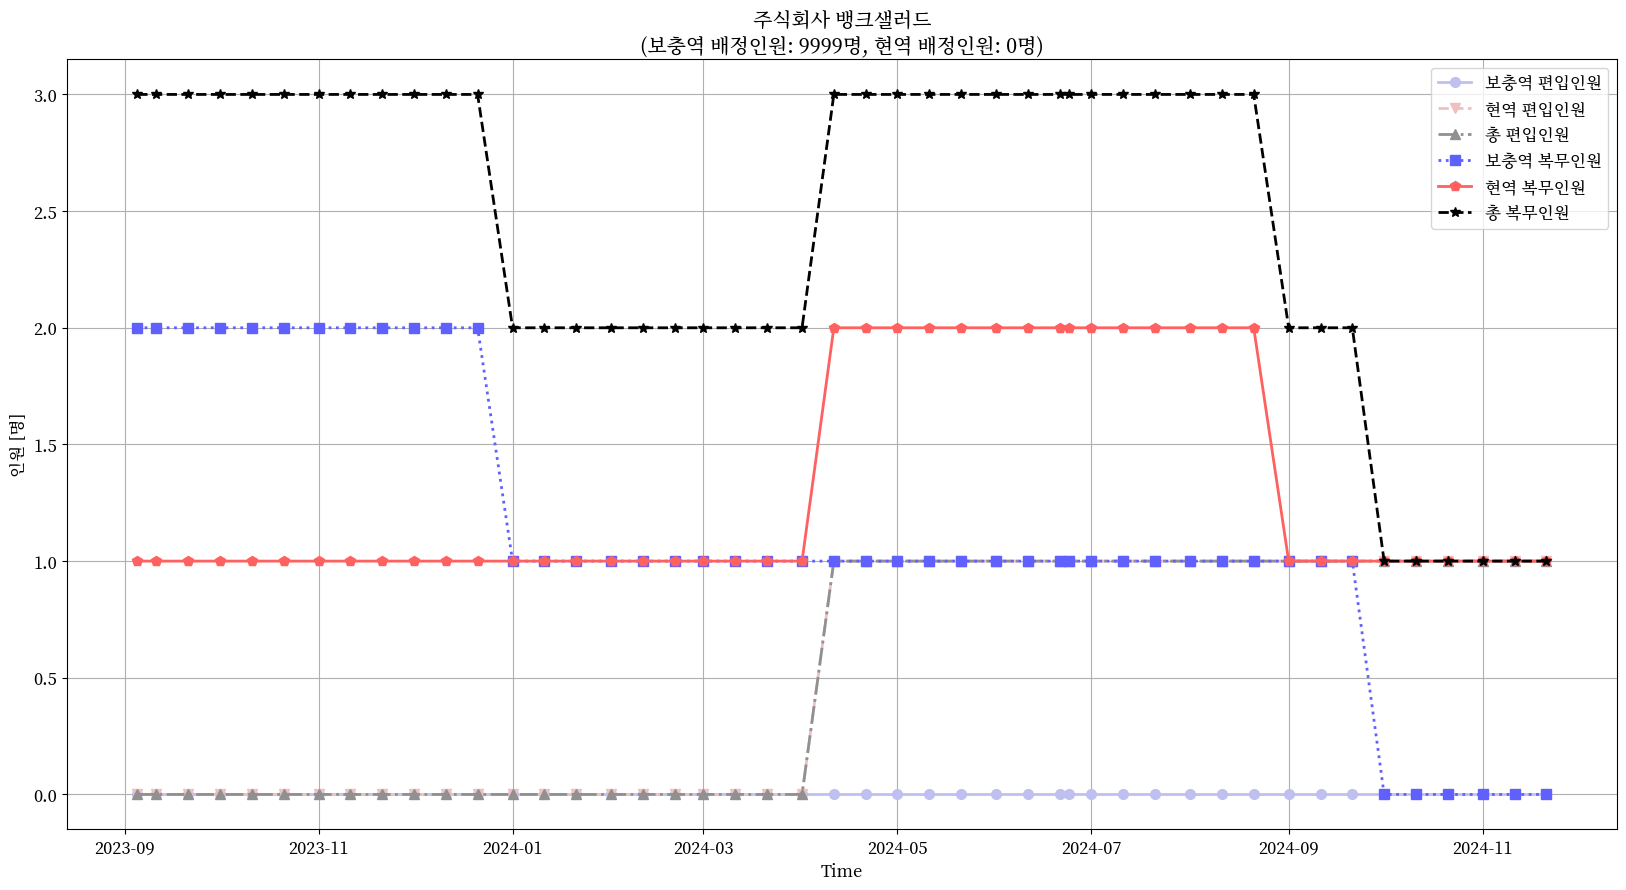 주식회사 뱅크샐러드
(보충역 배정인원: 9999명, 현역 배정인원: 0명)
보충역 편입인원
현역 편입인원
총 편입인원
보충역 복무인원
현역 복무인원
총 복무인원
인원 [명]
3.0
2.5
2.0
1.5
1.0
0.5
0.0
2023-09
2023-11
2024-01
2024-03
2024-05
2024-07
2024-09
2024-11
Time